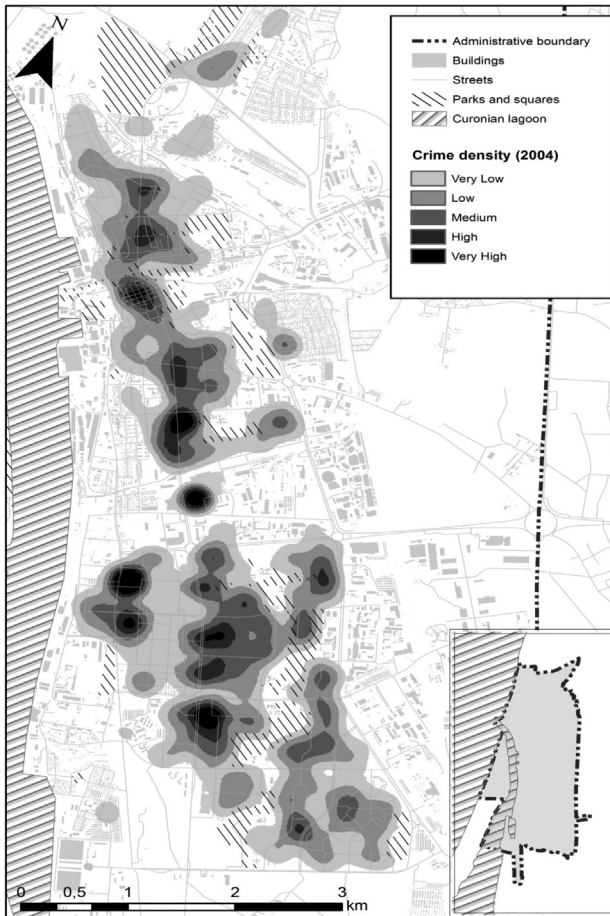 N
Administrative boundary
Buildings
Streets
Parks and squares
Curonian lagoon
Crime density (2004)
Very Low
Low
Medium
High
Very High
0 0,5 1 2 3
km